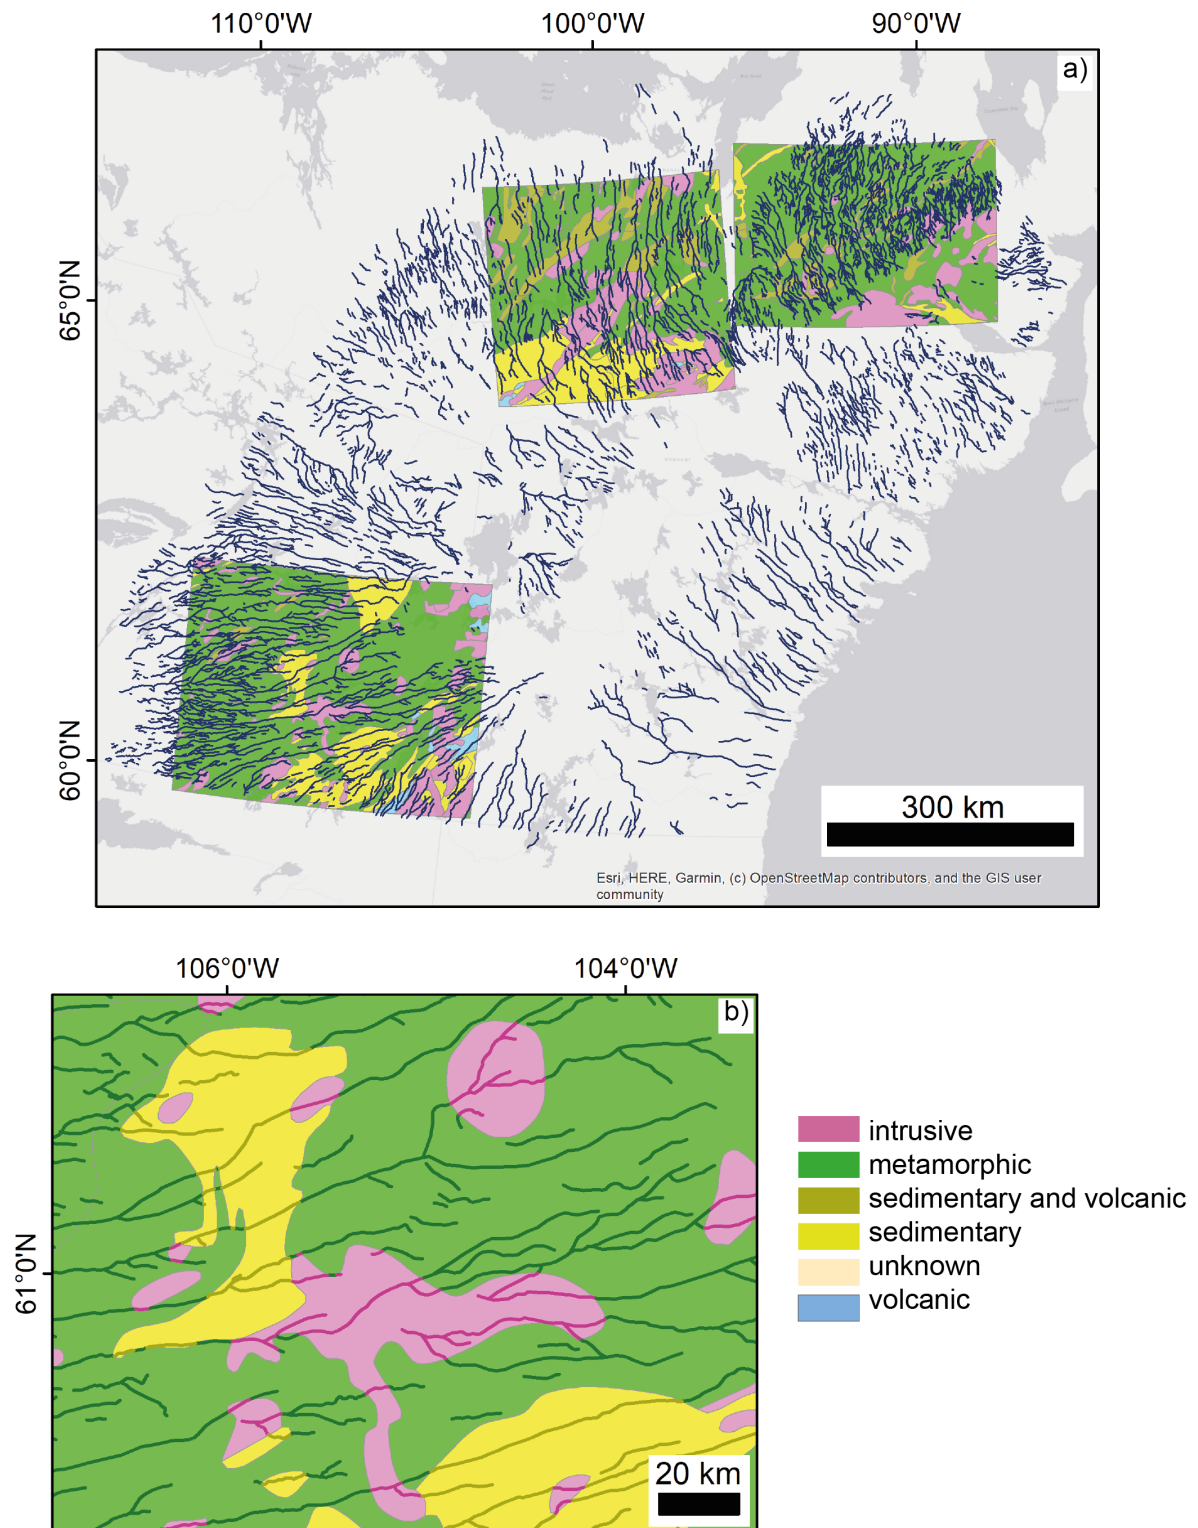 110°0'W 100°0'W 90°0'W
a)
65°0'N
60°0'N
300 km
Esri, HERE, Garmin, (c) OpenStreetMap contributors, and the GIS user
community
106°0'W 104°0'W
b)
61°0'N
20 km
intrusive
metamorphic
sedimentary and volcanic
sedimentary
unknown
volcanic